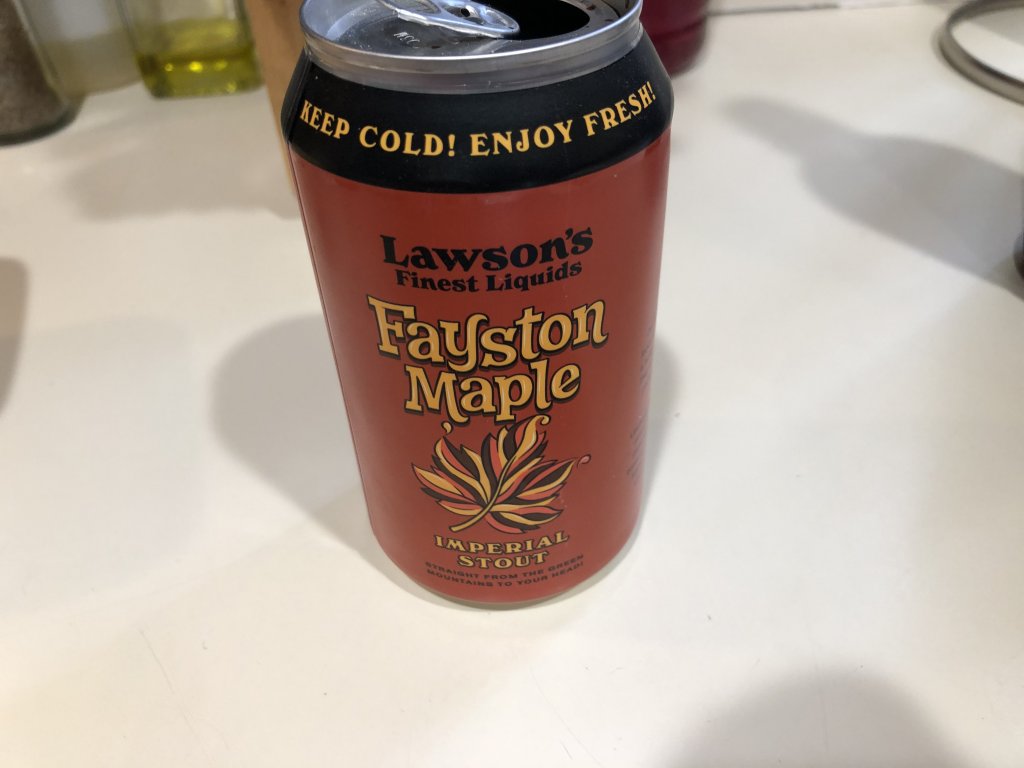 KEEP COLD! ENJOY FRESH!
Lawson's
Finest Liquids
Fayston
Maple
IMPERIAL
STOUT
STRAIGHT FROM THE GREEN
MOUNTAINS TO YOUR HEAD!